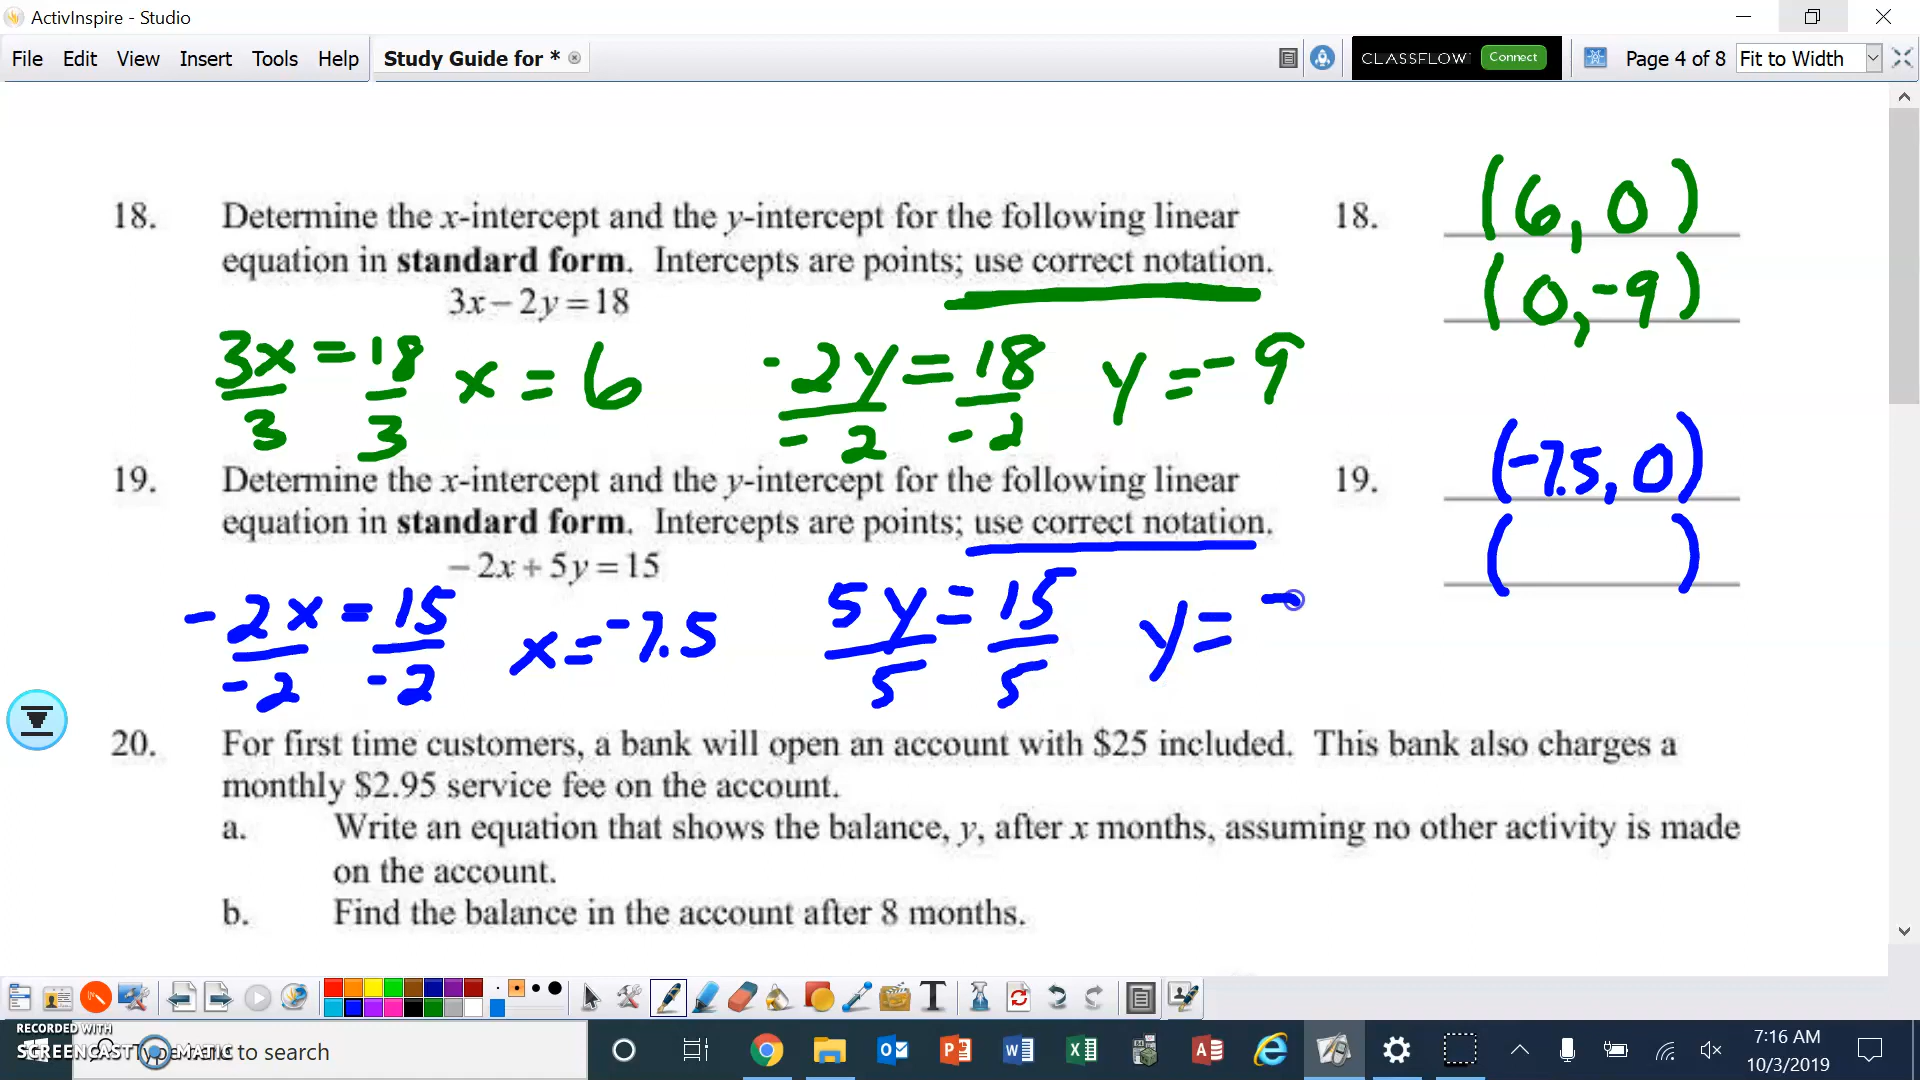 ActivInspire - Studio
File Edit View Insert Tools Help Study Guide for * CLASSFLOW Connect Page 4 of 8 Fit to Width
18. Determine the x-intercept and the y-intercept for the following linear 18. (6, 0)
equation in standard form. Intercepts are points; use correct notation. (0, -9)
3x – 2y = 18
3x = 18 x = 6 -2y = 18 y = -9
3 3 -2 -2
19. Determine the x-intercept and the y-intercept for the following linear 19. (-7.5, 0)
equation in standard form. Intercepts are points; use correct notation. ( )
– 2x + 5y = 15
-2x = 15 x = -7.5 5y = 15 y =
-2 -2 5 5
20. For first time customers, a bank will open an account with $25 included. This bank also charges a
monthly $2.95 service fee on the account.
a. Write an equation that shows the balance, y, after x months, assuming no other activity is made
on the account.
b. Find the balance in the account after 8 months.
RECORDED WITH
SCREENCAST MATIC
to search
7:16 AM
10/3/2019